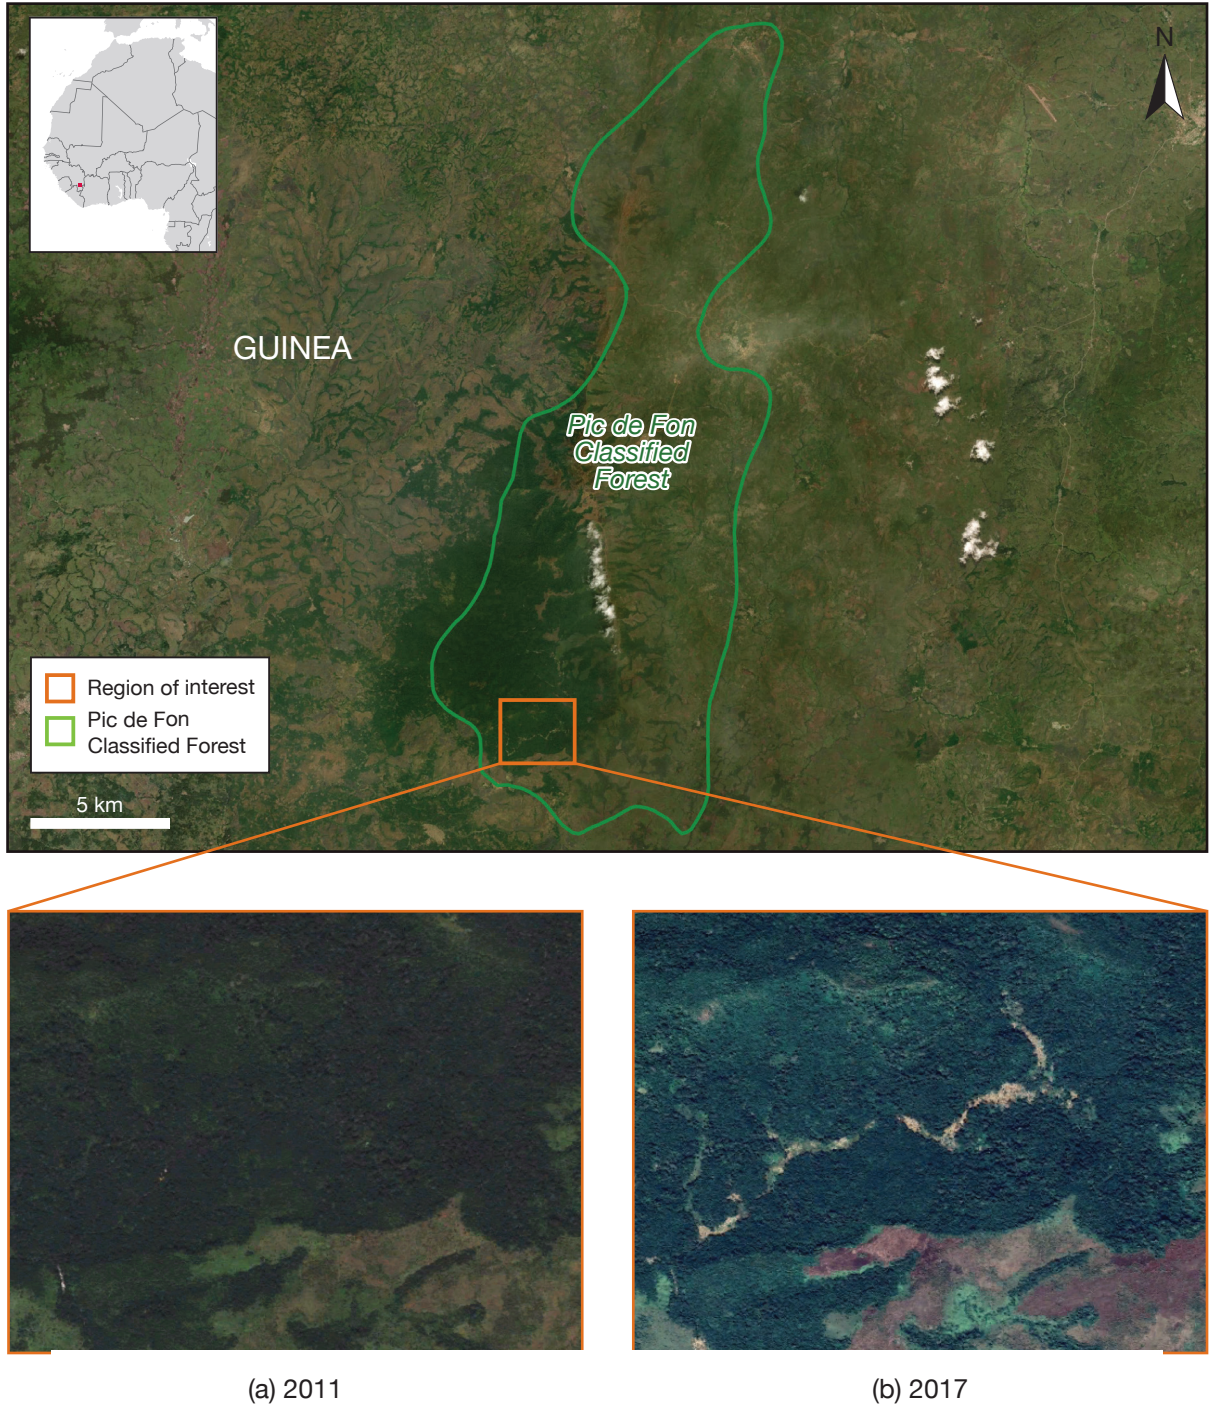 N
GUINEA
Pic de Fon
Classified
Forest
Region of interest
Pic de Fon
Classified Forest
5 km
(a) 2011
(b) 2017